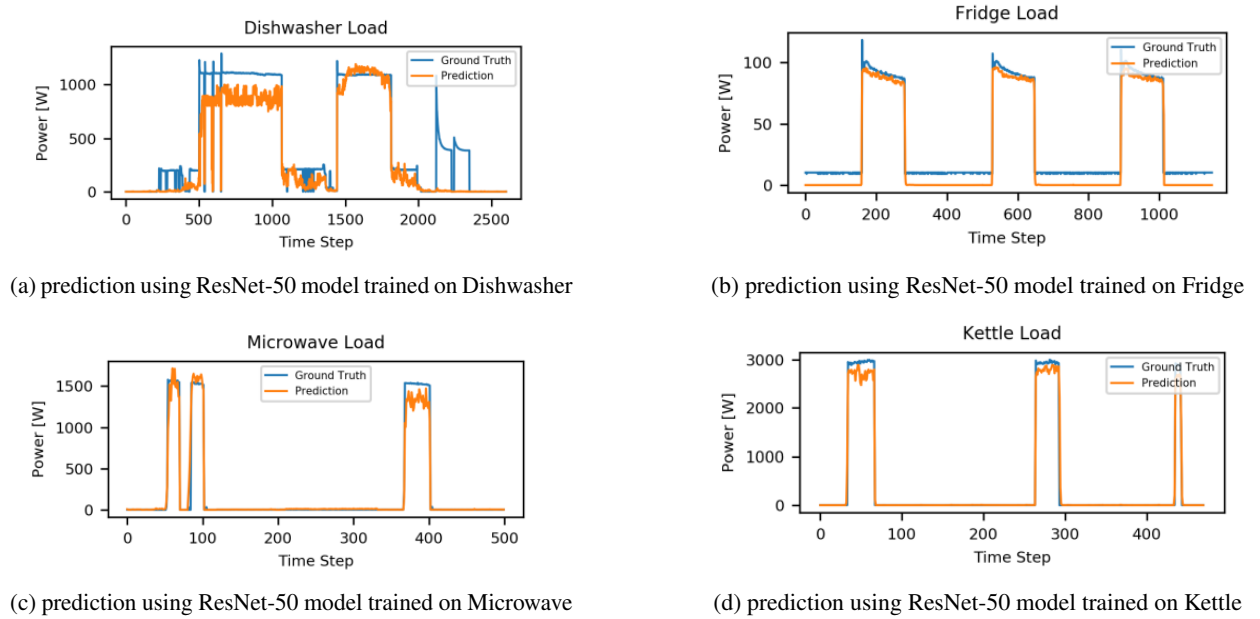 Dishwasher Load
Ground Truth
Prediction
1000
500
0
Power [W]
0 500 1000 1500 2000 2500
Time Step
(a) prediction using ResNet-50 model trained on Dishwasher
Fridge Load
Ground Truth
Prediction
100
50
0
Power [W]
0 200 400 600 800 1000
Time Step
(b) prediction using ResNet-50 model trained on Fridge
Microwave Load
Ground Truth
Prediction
1500
1000
500
0
Power [W]
0 100 200 300 400 500
Time Step
(c) prediction using ResNet-50 model trained on Microwave
Kettle Load
Ground Truth
Prediction
3000
2000
1000
0
Power [W]
0 100 200 300 400
Time Step
(d) prediction using ResNet-50 model trained on Kettle